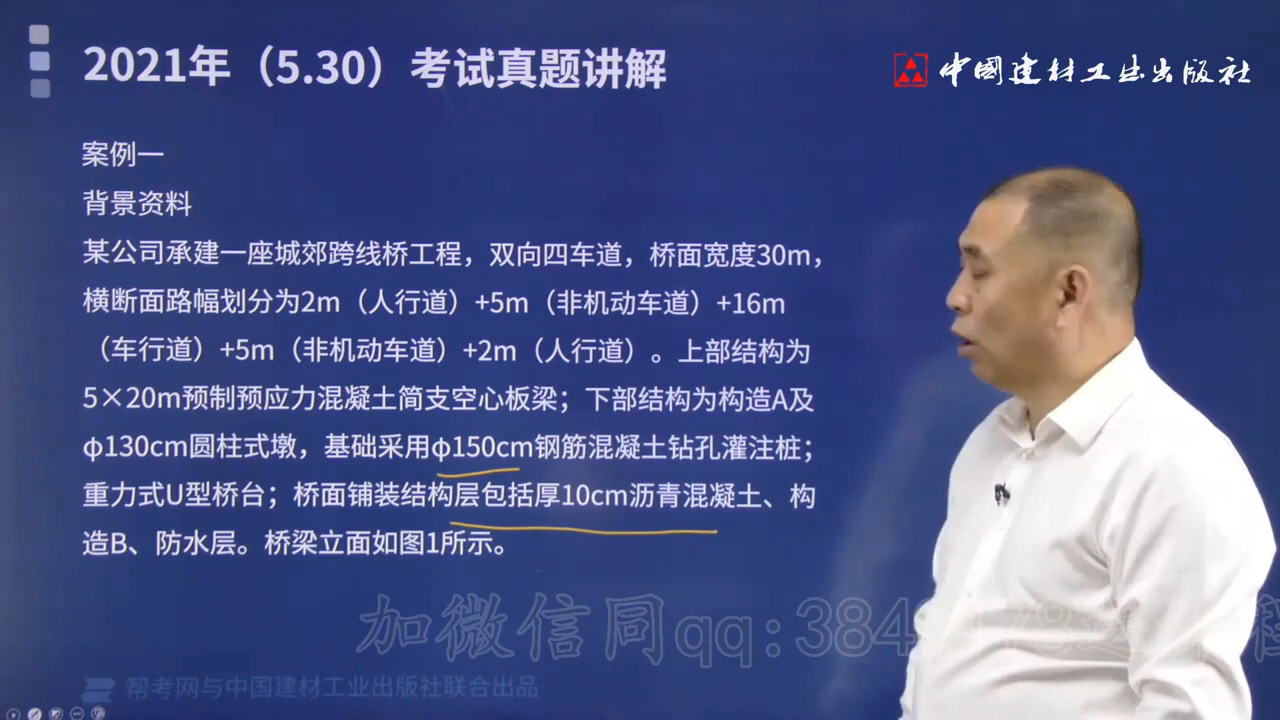 2021年（5.30）考试真题讲解
中国建材工业出版社
案例一
背景资料
某公司承建一座城郊跨线桥工程，双向四车道，桥面宽度30m，
横断面路幅划分为2m（人行道）+5m（非机动车道）+16m
（车行道）+5m（非机动车道）+2m（人行道）。上部结构为
5×20m预制预应力混凝土简支空心板梁；下部结构为构造A及
φ130cm圆柱式墩，基础采用φ150cm钢筋混凝土钻孔灌注桩；
重力式U型桥台；桥面铺装结构层包括厚10cm沥青混凝土、构
造B、防水层。桥梁立面如图1所示。
加微信同qq:384
帮考网与中国建材工业出版社联合出品